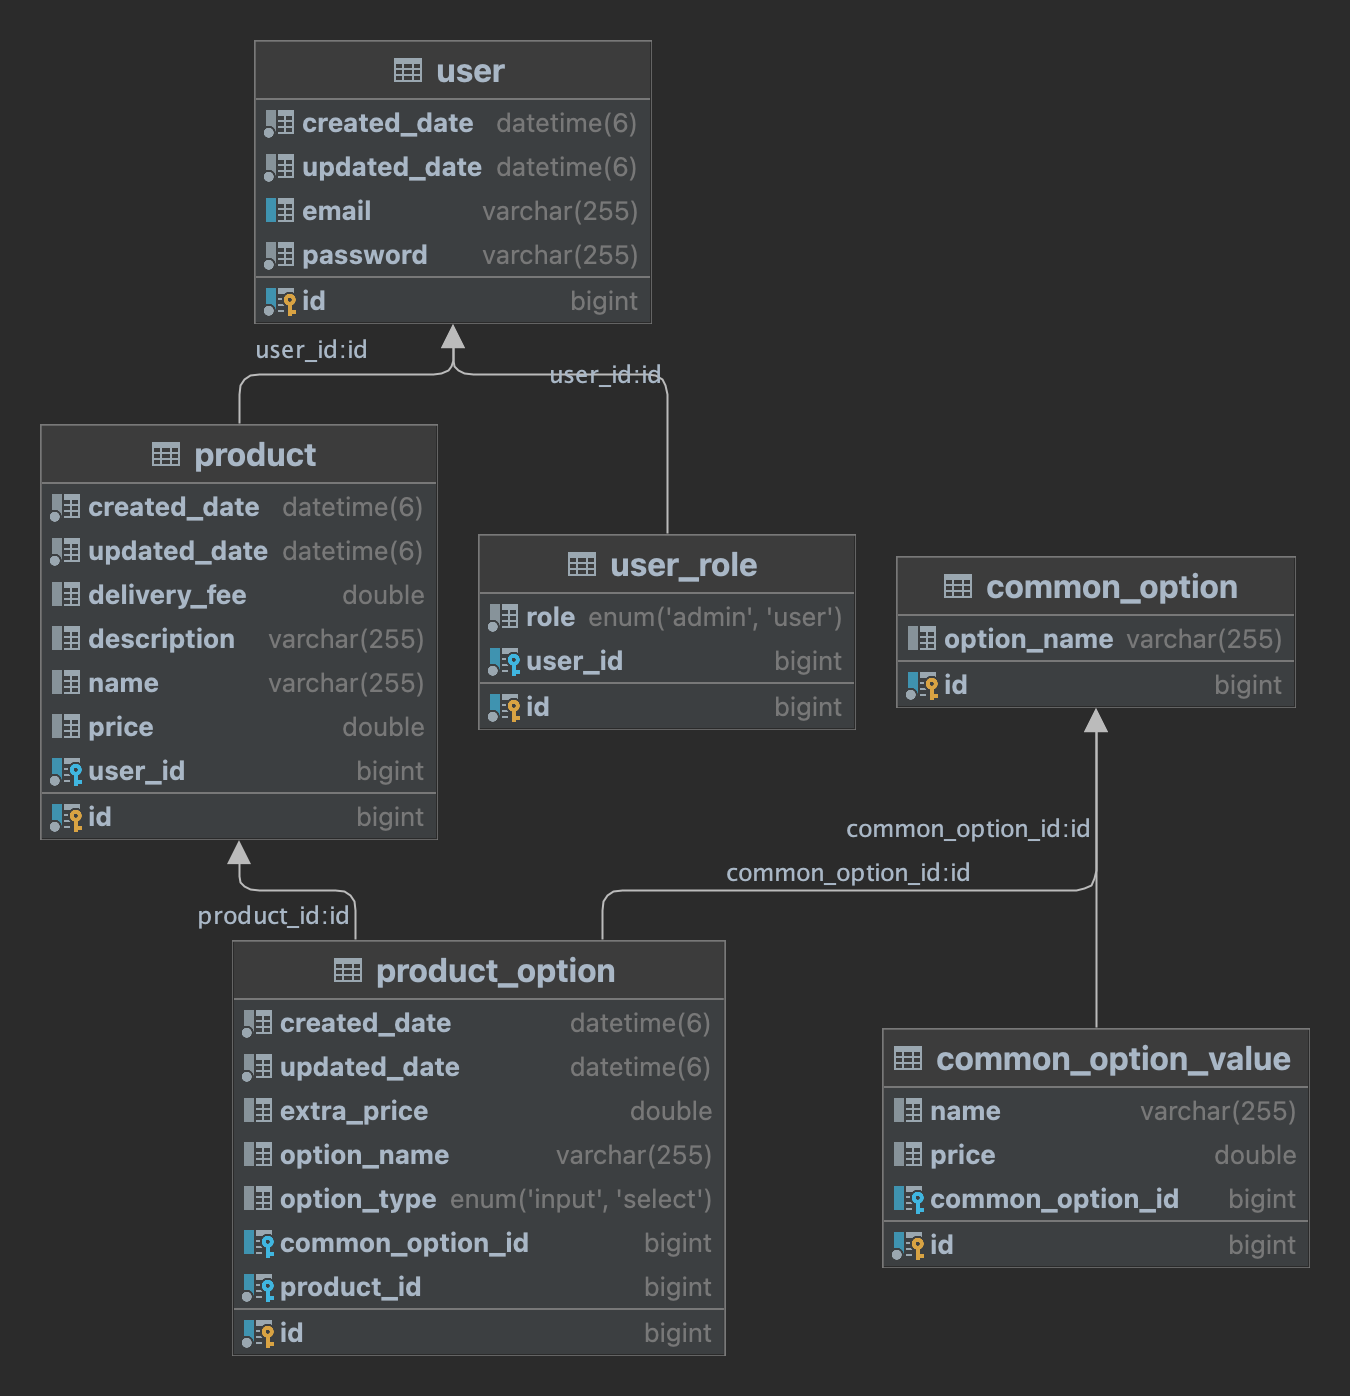 user
created_date datetime(6)
updated_date datetime(6)
email varchar(255)
password varchar(255)
id bigint
user_id:id
user_id:id
product
created_date datetime(6)
updated_date datetime(6)
delivery_fee double
description varchar(255)
name varchar(255)
price double
user_id bigint
id bigint
user_role
role enum('admin', 'user')
user_id bigint
id bigint
common_option
option_name varchar(255)
id bigint
common_option_id:id
common_option_id:id
product_id:id
product_option
created_date datetime(6)
updated_date datetime(6)
extra_price double
option_name varchar(255)
option_type enum('input', 'select')
common_option_id bigint
product_id bigint
id bigint
common_option_value
name varchar(255)
price double
common_option_id bigint
id bigint